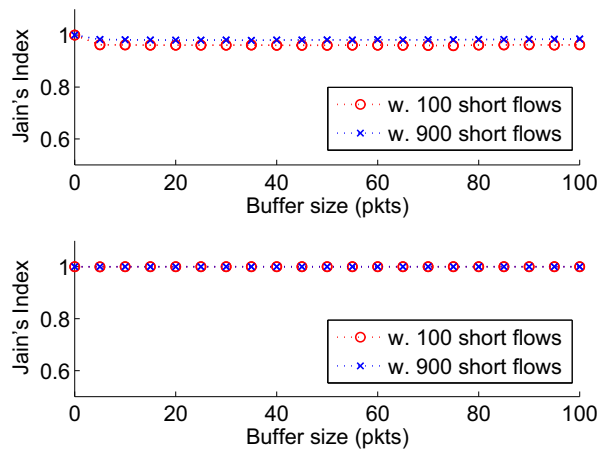 Jain's Index
1
0.8
0.6
w. 100 short flows
w. 900 short flows
0 20 40 60 80 100
Buffer size (pkts)
Jain's Index
1
0.8
0.6
w. 100 short flows
w. 900 short flows
0 20 40 60 80 100
Buffer size (pkts)